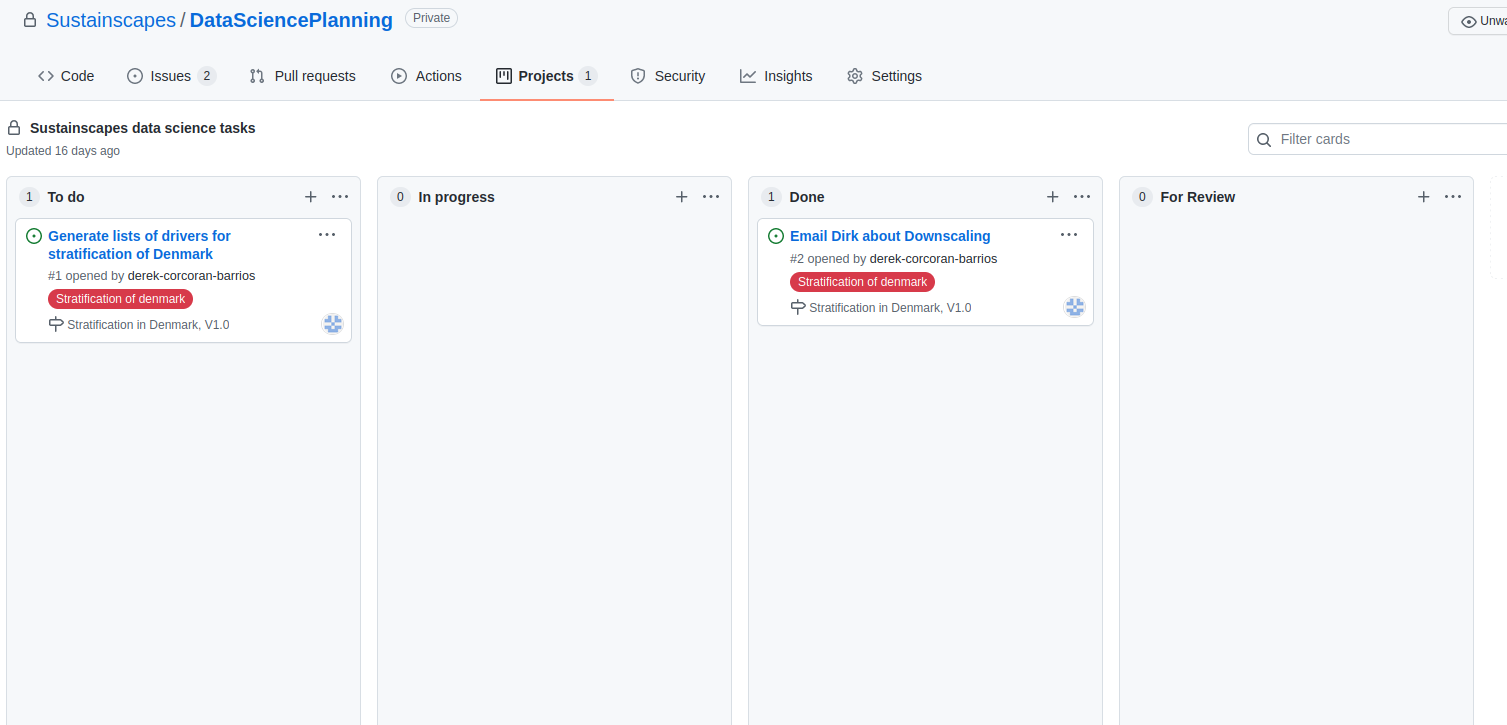 Sustainscapes / DataSciencePlanning Private
Code Issues 2 Pull requests Actions Projects 1 Security Insights Settings
Sustainscapes data science tasks
Updated 16 days ago
Filter cards
1 To do
Generate lists of drivers for
stratification of Denmark
#1 opened by derek-corcoran-barrios
Stratification of denmark
Stratification in Denmark, V1.0
0 In progress
1 Done
Email Dirk about Downscaling
#2 opened by derek-corcoran-barrios
Stratification of denmark
Stratification in Denmark, V1.0
0 For Review